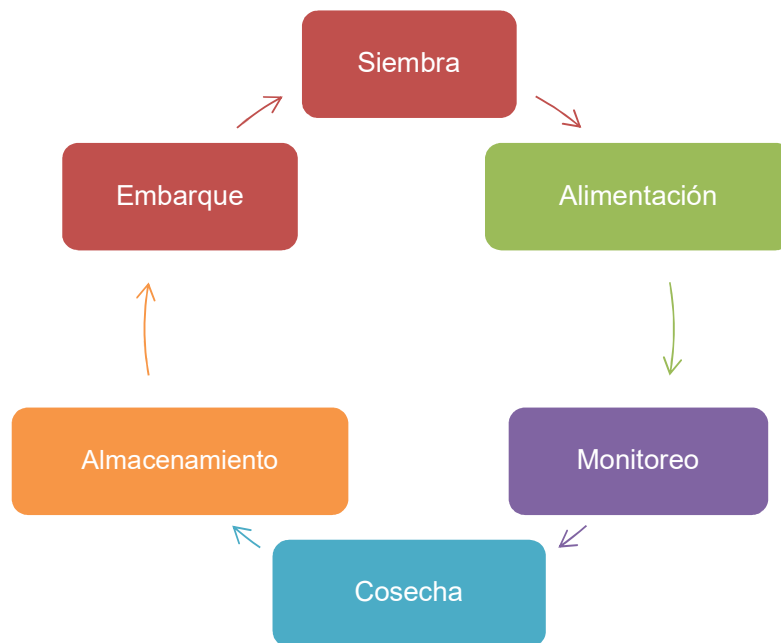 Siembra
Alimentación
Monitoreo
Cosecha
Almacenamiento
Embarque